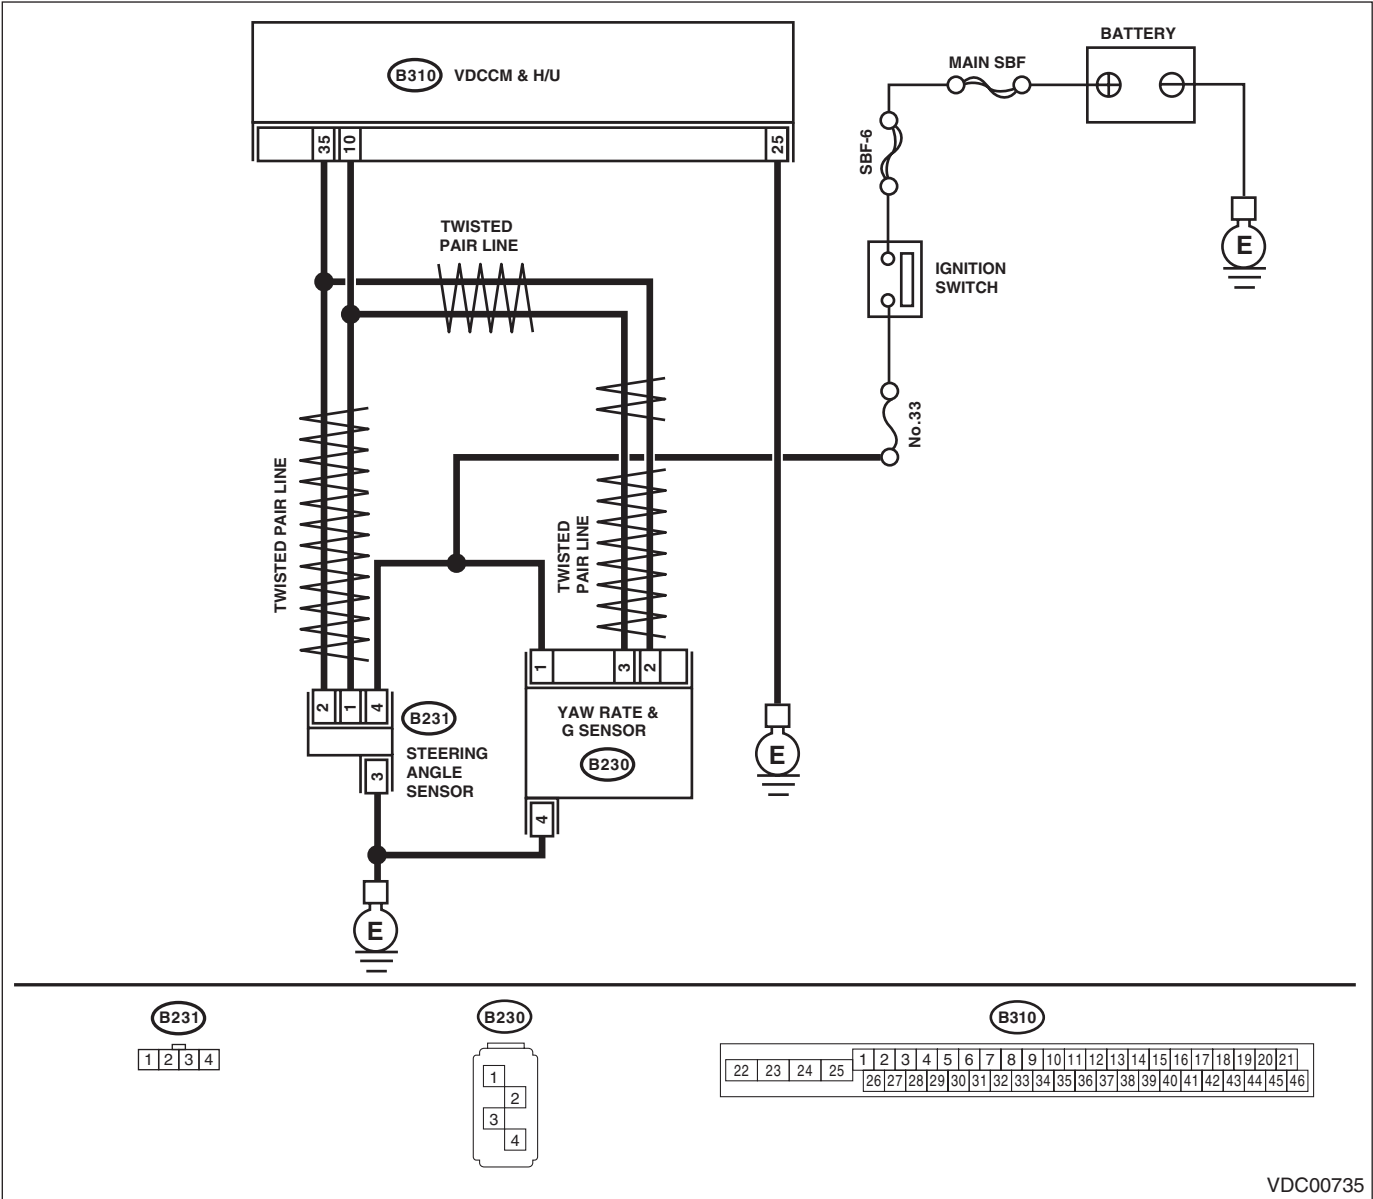 BATTERY
MAIN SBF
B310 VDCCM & H/U
35 10 25
SBF-6
E
TWISTED
PAIR LINE
IGNITION
SWITCH
No.33
TWISTED PAIR LINE
TWISTED
PAIR LINE
1 3 2
2 1 4
B231
STEERING
ANGLE
SENSOR
YAW RATE &
G SENSOR
B230
E
3
4
E
B231
1 2 3 4
B230
1
2
3
4
B310
1 2 3 4 5 6 7 8 9 10 11 12 13 14 15 16 17 18 19 20 21
22 23 24 25
26 27 28 29 30 31 32 33 34 35 36 37 38 39 40 41 42 43 44 45 46
VDC00735